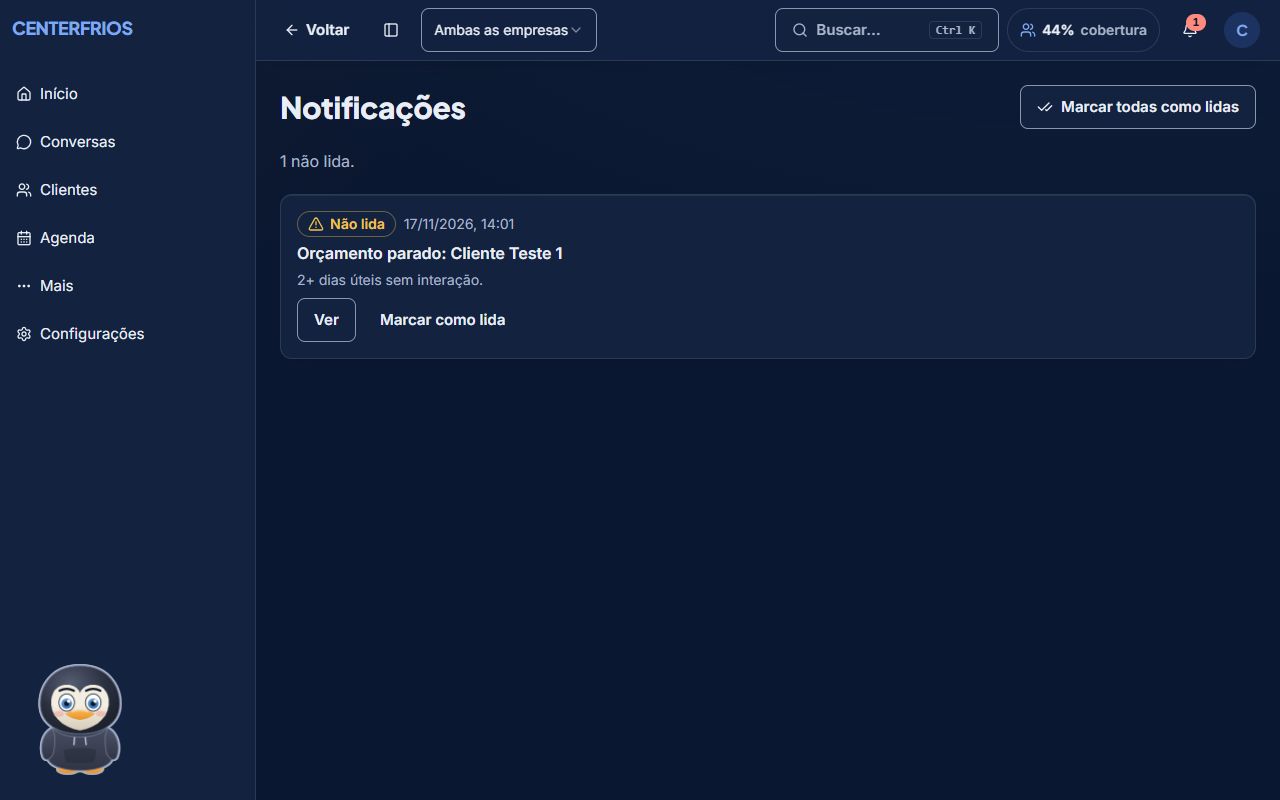 CENTERFRIOS
Voltar
Ambas as empresas
Buscar...
Ctrl K
44% cobertura
1
C
Início
Conversas
Clientes
Agenda
Mais
Configurações
Notificações
Marcar todas como lidas
1 não lida.
Não lida 17/11/2026, 14:01
Orçamento parado: Cliente Teste 1
2+ dias úteis sem interação.
Ver
Marcar como lida